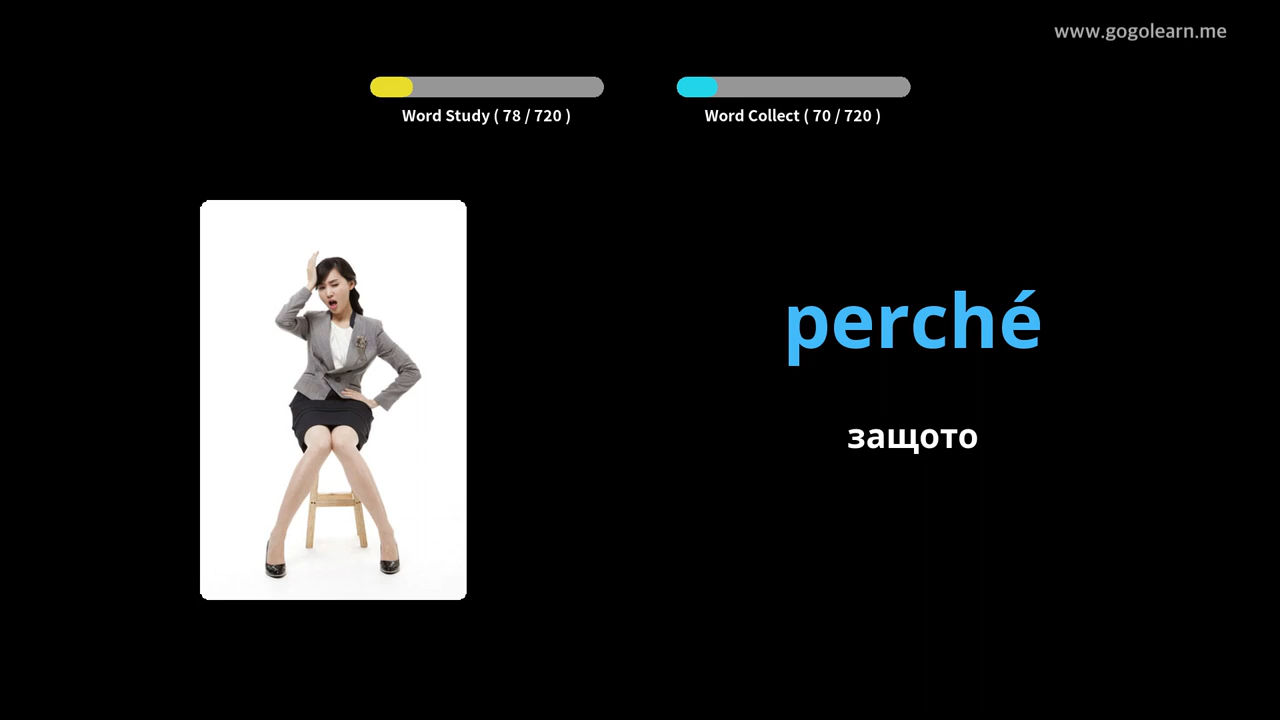 www.gogolearn.me
Word Study ( 78 / 720 )
Word Collect ( 70 / 720 )
perché
защото